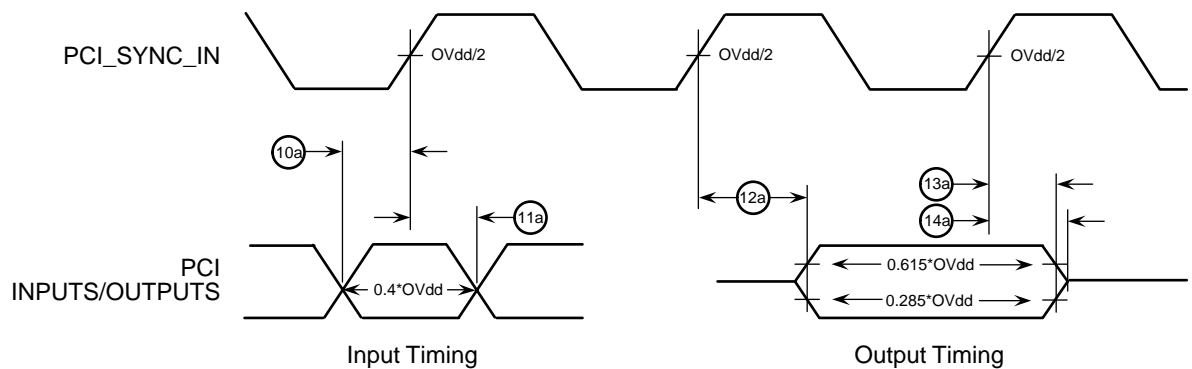 PCI_SYNC_IN
OVdd/2
OVdd/2
OVdd/2
10a
11a
12a
13a
14a
PCI
INPUTS/OUTPUTS
0.4*OVdd
0.615*OVdd
0.285*OVdd
Input Timing
Output Timing